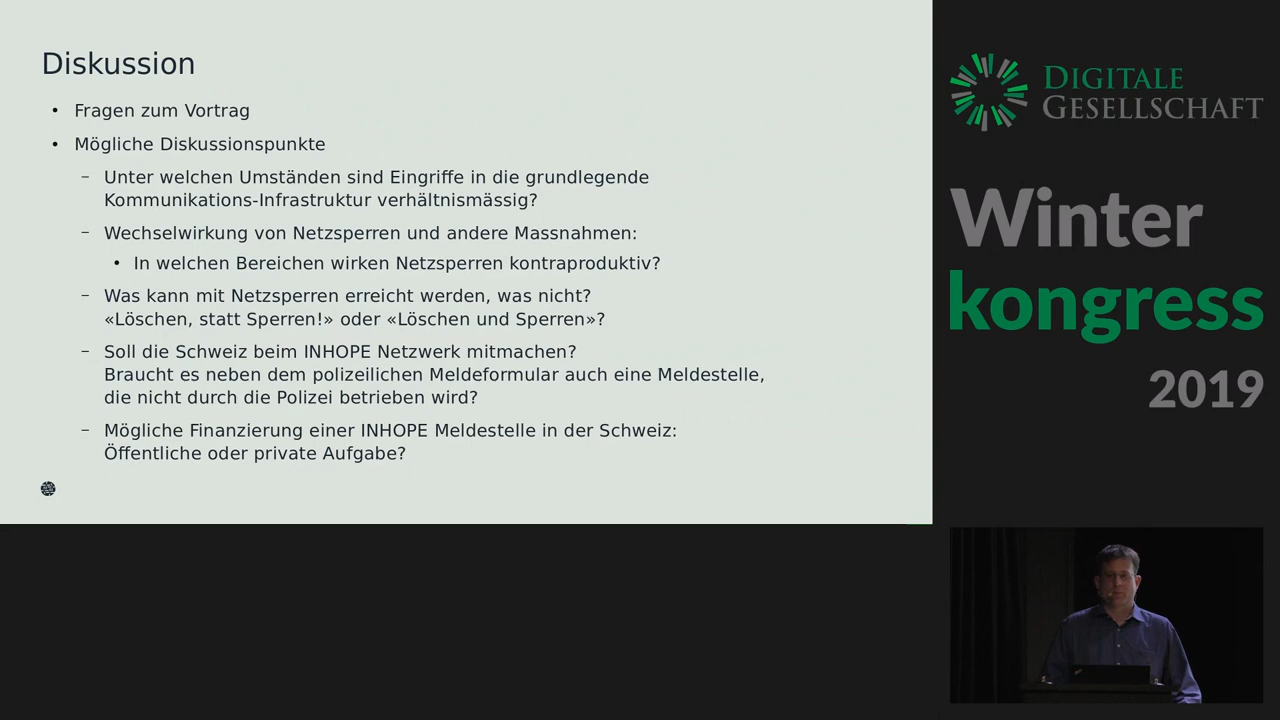 Diskussion
• Fragen zum Vortrag
• Mögliche Diskussionspunkte
– Unter welchen Umständen sind Eingriffe in die grundlegende
Kommunikations-Infrastruktur verhältnismässig?
– Wechselwirkung von Netzsperren und andere Massnahmen:
• In welchen Bereichen wirken Netzsperren kontraproduktiv?
– Was kann mit Netzsperren erreicht werden, was nicht?
«Löschen, statt Sperren!» oder «Löschen und Sperren»?
– Soll die Schweiz beim INHOPE Netzwerk mitmachen?
Braucht es neben dem polizeilichen Meldeformular auch eine Meldestelle,
die nicht durch die Polizei betrieben wird?
– Mögliche Finanzierung einer INHOPE Meldestelle in der Schweiz:
Öffentliche oder private Aufgabe?
DIGITALE
GESELLSCHAFT
Winter
kongress
2019